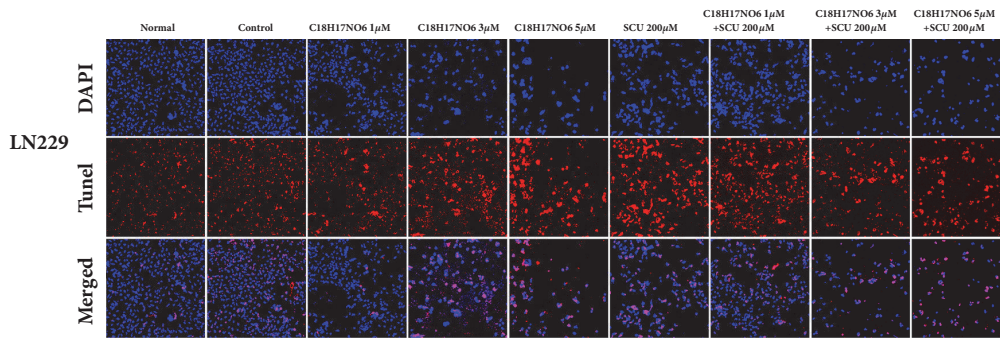 Normal
Control
C18H17NO6 1μM
C18H17NO6 3μM
C18H17NO6 5μM
SCU 200μM
C18H17NO6 1μM
+SCU 200μM
C18H17NO6 3μM
+SCU 200μM
C18H17NO6 5μM
+SCU 200μM
LN229
DAPI
Tunel
Merged